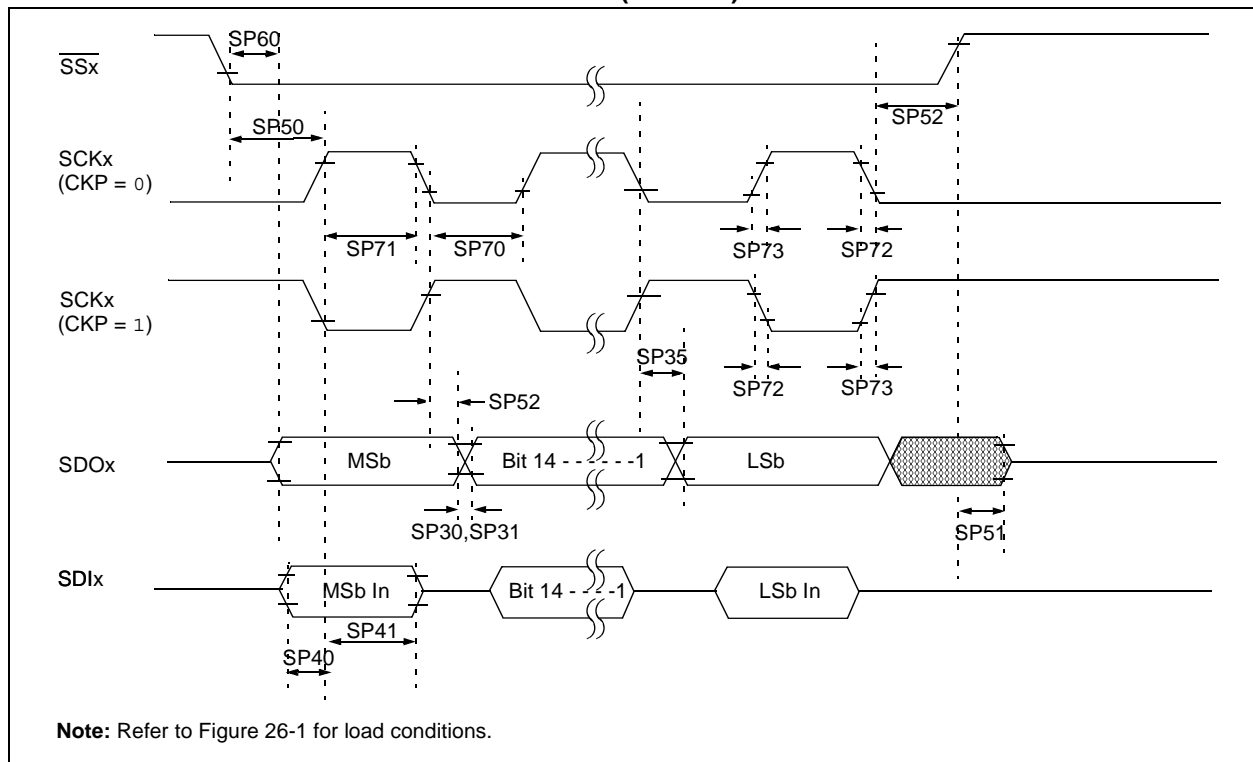 SP60
SSx
SP50
SP52
SCKx
(CKP = 0)
SP71
SP70
SP73
SP72
SCKx
(CKP = 1)
SP35
SP72
SP73
SP52
SDOx
MSb
Bit 14 - - - - - -1
LSb
SP30,SP31
SP51
SDIx
MSb In
Bit 14 - - - -1
LSb In
SP41
SP40
Note: Refer to Figure 26-1 for load conditions.